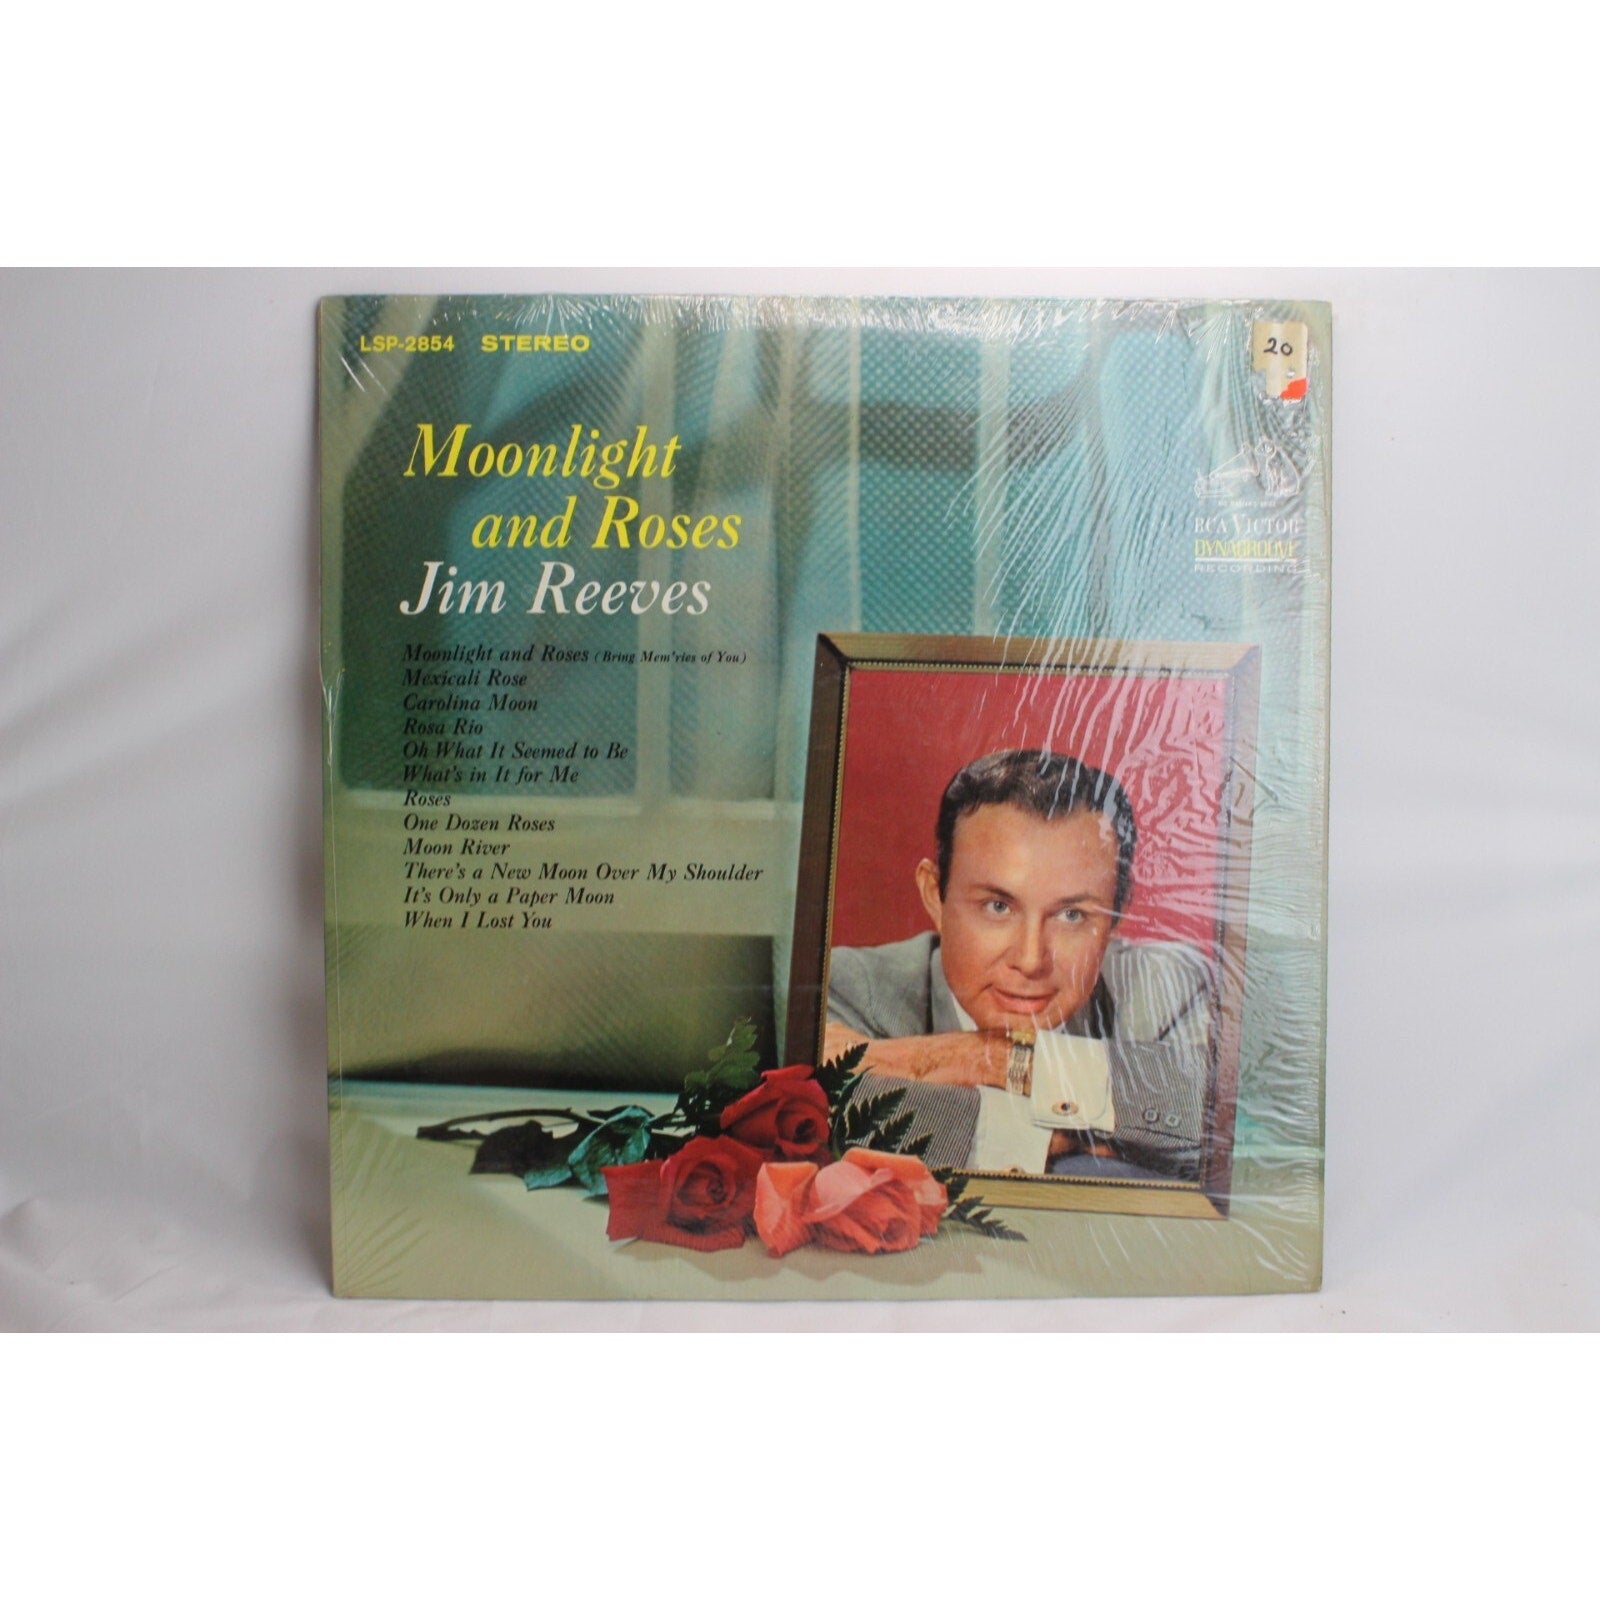 LSP-2854 STEREO
20
Moonlight
and Roses
Jim Reeves
RCA VICTOR
DYNAGROOVE
RECORDING
Moonlight and Roses (Bring Mem'ries of You)
Mexicali Rose
Carolina Moon
Rosa Rio
Oh What It Seemed to Be
What's in It for Me
Roses
One Dozen Roses
Moon River
There's a New Moon Over My Shoulder
It's Only a Paper Moon
When I Lost You